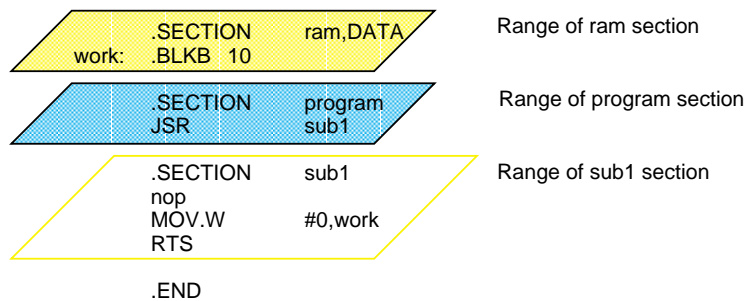 .SECTION ram,DATA Range of ram section
work: .BLKB 10
.SECTION program Range of program section
JSR sub1
.SECTION sub1 Range of sub1 section
nop
MOV.W #0,work
RTS
.END